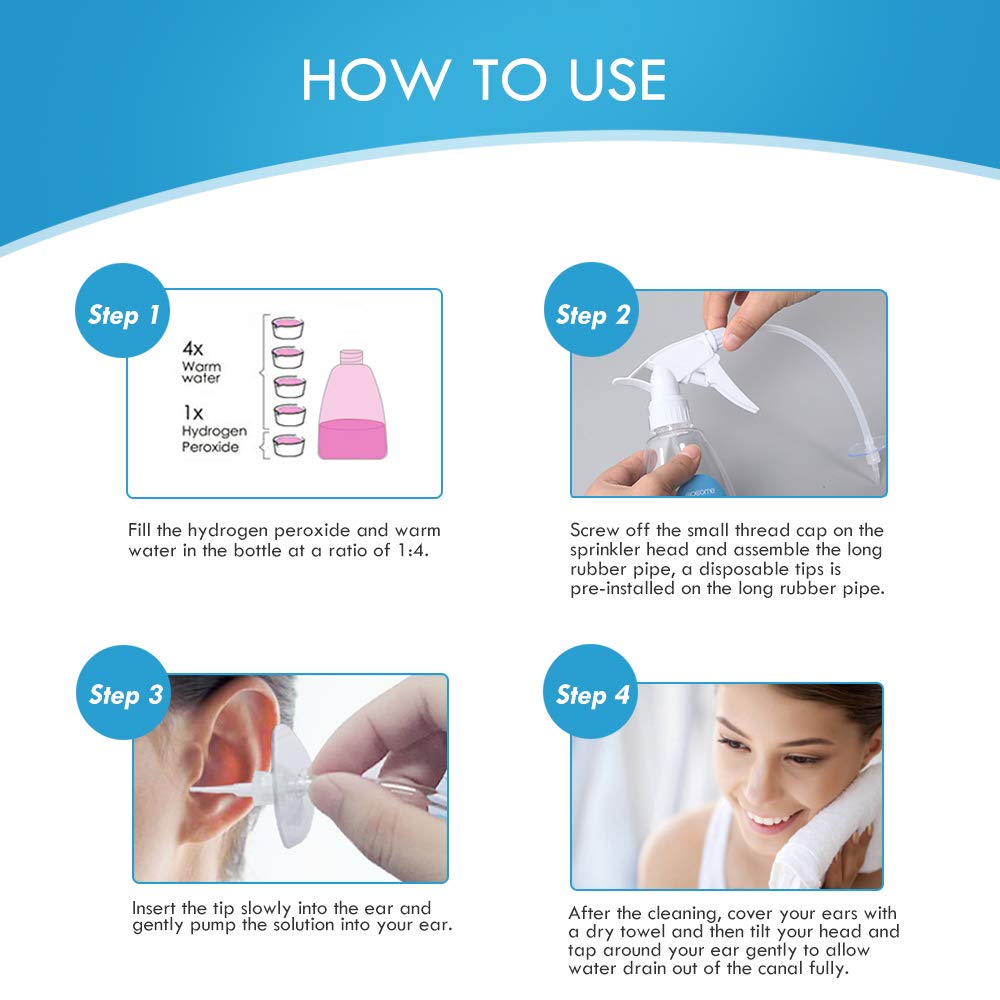 HOW TO USE
Step 1
4x
Warm
water
1x
Hydrogen
Peroxide
Fill the hydrogen peroxide and warm
water in the bottle at a ratio of 1:4.
Step 2
Screw off the small thread cap on the
sprinkler head and assemble the long
rubber pipe, a disposable tips is
pre-installed on the long rubber pipe.
Step 3
Insert the tip slowly into the ear and
gently pump the solution into your ear.
Step 4
After the cleaning, cover your ears with
a dry towel and then tilt your head and
tap around your ear gently to allow
water drain out of the canal fully.